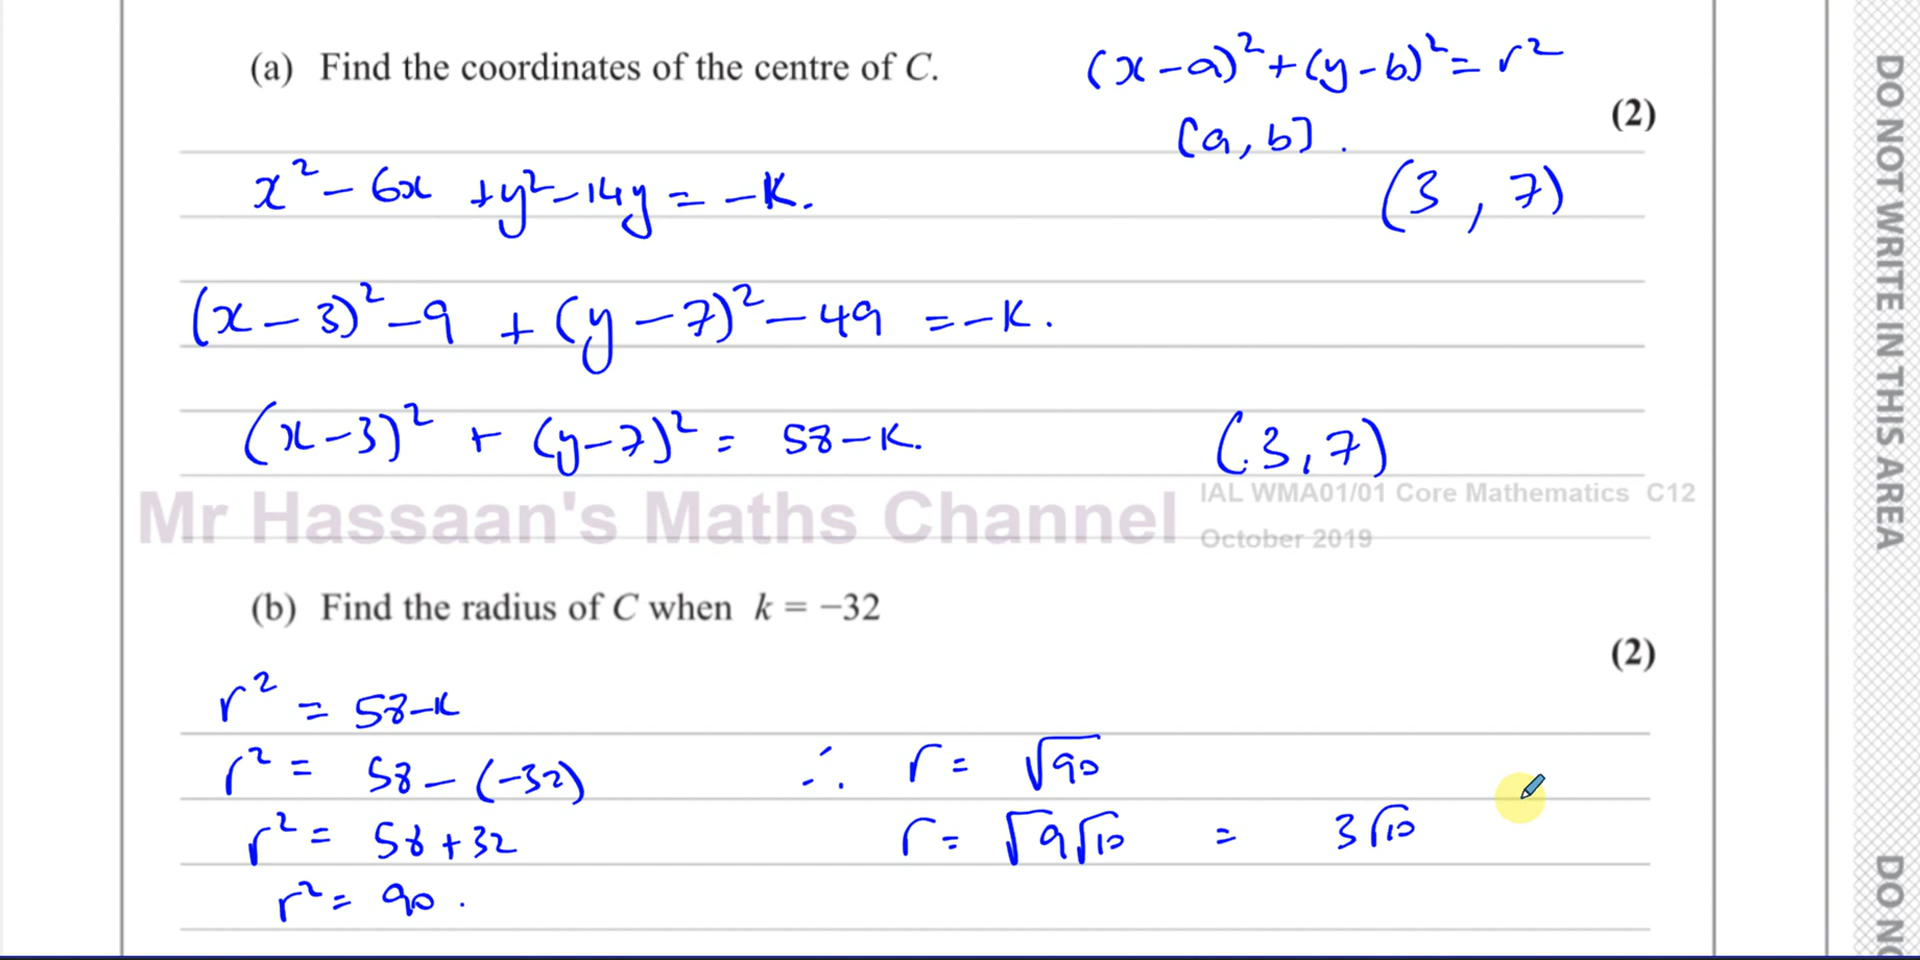 (a) Find the coordinates of the centre of C.
(x-a)²+(y-b)²=r²
(2)
(a,b).
x²-6x +y²-14y=-K.
(3,7)
(x-3)²-9 +(y-7)²-49 =-K.
(x-3)² + (y-7)² = 58-K.
(3,7)
Mr Hassaan's Maths Channel
IAL WMA01/01 Core Mathematics C12
October 2019
(b) Find the radius of C when k = −32
(2)
r² = 58-K
r² = 58-(-32)
∴ r = √90
r² = 58+32
r = √9√10 = 3√10
r² = 90.
DO NOT WRITE IN THIS AREA
DO NO